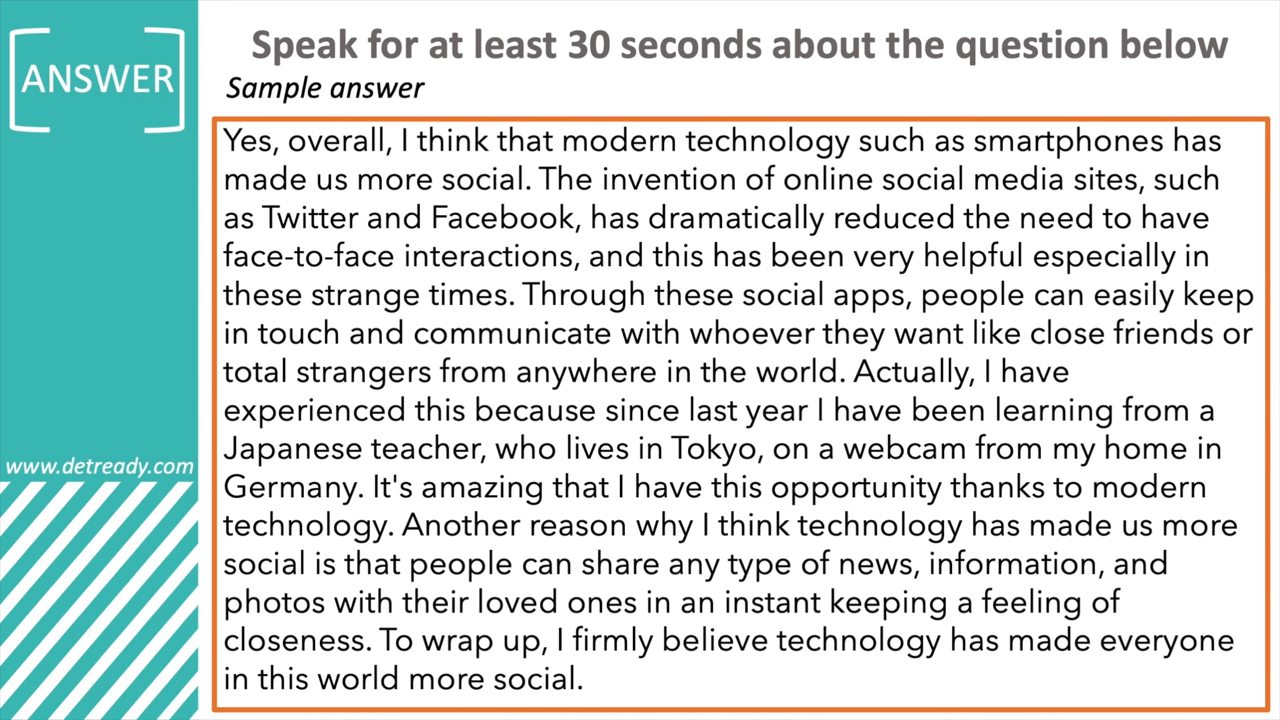 ANSWER
Speak for at least 30 seconds about the question below
Sample answer
Yes, overall, I think that modern technology such as smartphones has
made us more social. The invention of online social media sites, such
as Twitter and Facebook, has dramatically reduced the need to have
face-to-face interactions, and this has been very helpful especially in
these strange times. Through these social apps, people can easily keep
in touch and communicate with whoever they want like close friends or
total strangers from anywhere in the world. Actually, I have
experienced this because since last year I have been learning from a
Japanese teacher, who lives in Tokyo, on a webcam from my home in
Germany. It's amazing that I have this opportunity thanks to modern
technology. Another reason why I think technology has made us more
social is that people can share any type of news, information, and
photos with their loved ones in an instant keeping a feeling of
closeness. To wrap up, I firmly believe technology has made everyone
in this world more social.
www.detready.com